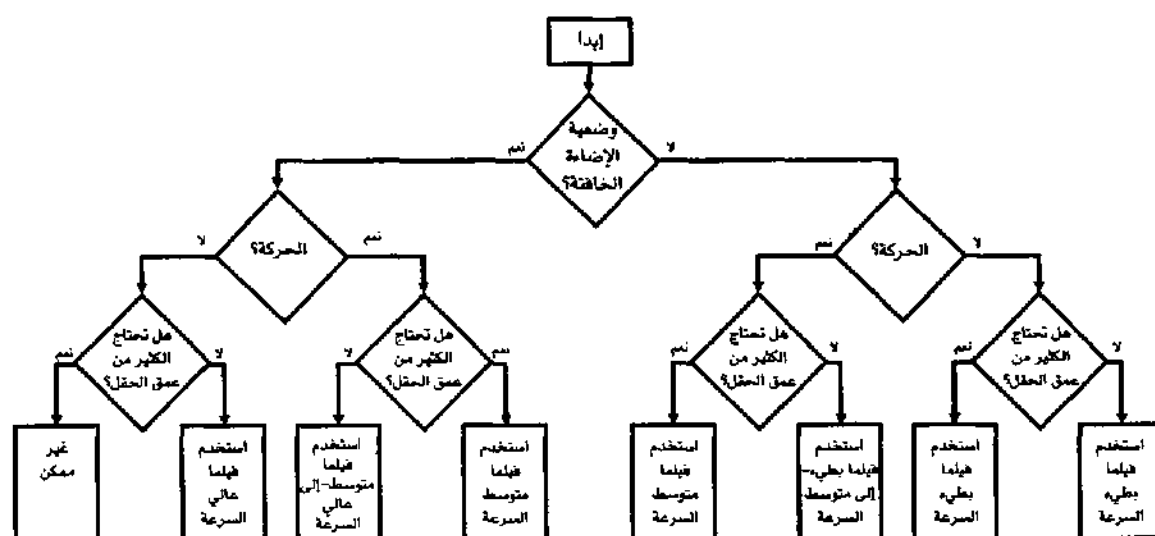 إبدا
وضعية
الإضاءة
الخافتة؟
لا
نعم
الحركة؟
لا
نعم
الحركة؟
نعم
لا
هل تحتاج
الكثير من
عمق الحقل؟
لا
نعم
هل تحتاج
الكثير من
عمق الحقل؟
لا
نعم
هل تحتاج
الكثير من
عمق الحقل؟
نعم
لا
هل تحتاج
الكثير من
عمق الحقل؟
لا
نعم
استخدم
فيلما
بطيء
السرعة
استخدم
فيلما
بطيء
السرعة
استخدم
فيلما بطيء-
إلى متوسط
السرعة
استخدم
فيلما
متوسط
السرعة
استخدم
فيلما
متوسط
السرعة
استخدم
فيلما
متوسط-إلى
عالي
السرعة
استخدم
فيلما
عالي
السرعة
غير
ممكن